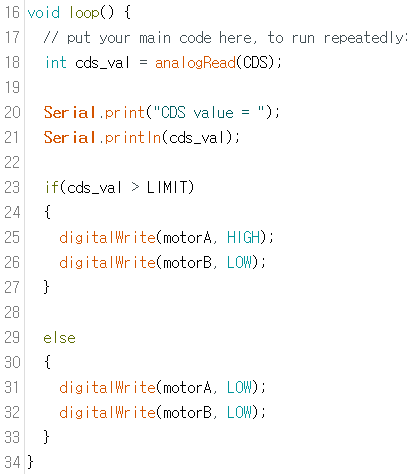 16 void loop() {
17 // put your main code here, to run repeatedly:
18 int cds_val = analogRead(CDS);
19
20 Serial.print("CDS value = ");
21 Serial.println(cds_val);
22
23 if(cds_val > LIMIT)
24 {
25 digitalWrite(motorA, HIGH);
26 digitalWrite(motorB, LOW);
27 }
28
29 else
30 {
31 digitalWrite(motorA, LOW);
32 digitalWrite(motorB, LOW);
33 }
34 }